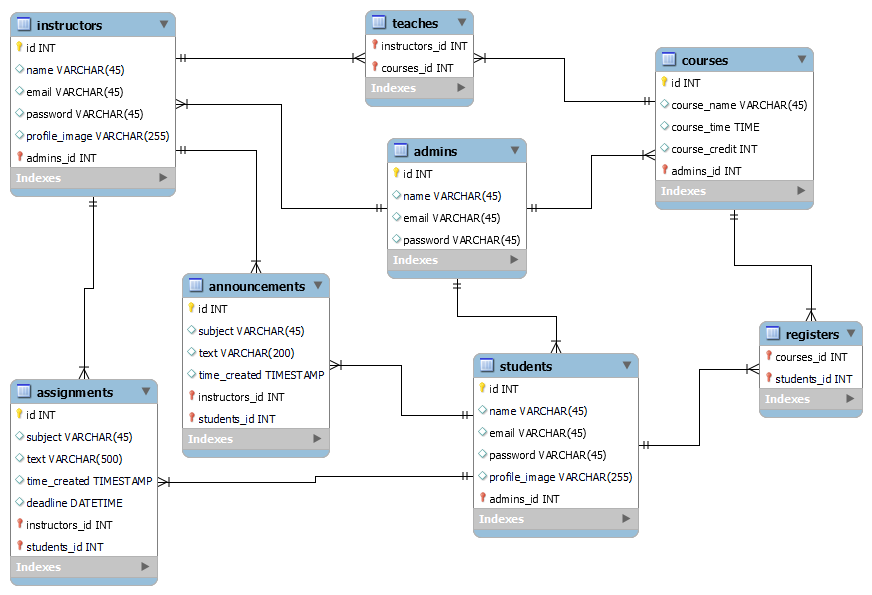 instructors
id INT
name VARCHAR(45)
email VARCHAR(45)
password VARCHAR(45)
profile_image VARCHAR(255)
admins_id INT
Indexes
teaches
instructors_id INT
courses_id INT
Indexes
courses
id INT
course_name VARCHAR(45)
course_time TIME
course_credit INT
admins_id INT
Indexes
admins
id INT
name VARCHAR(45)
email VARCHAR(45)
password VARCHAR(45)
Indexes
announcements
id INT
subject VARCHAR(45)
text VARCHAR(200)
time_created TIMESTAMP
instructors_id INT
students_id INT
Indexes
registers
courses_id INT
students_id INT
Indexes
students
id INT
name VARCHAR(45)
email VARCHAR(45)
password VARCHAR(45)
profile_image VARCHAR(255)
admins_id INT
Indexes
assignments
id INT
subject VARCHAR(45)
text VARCHAR(500)
time_created TIMESTAMP
deadline DATETIME
instructors_id INT
students_id INT
Indexes